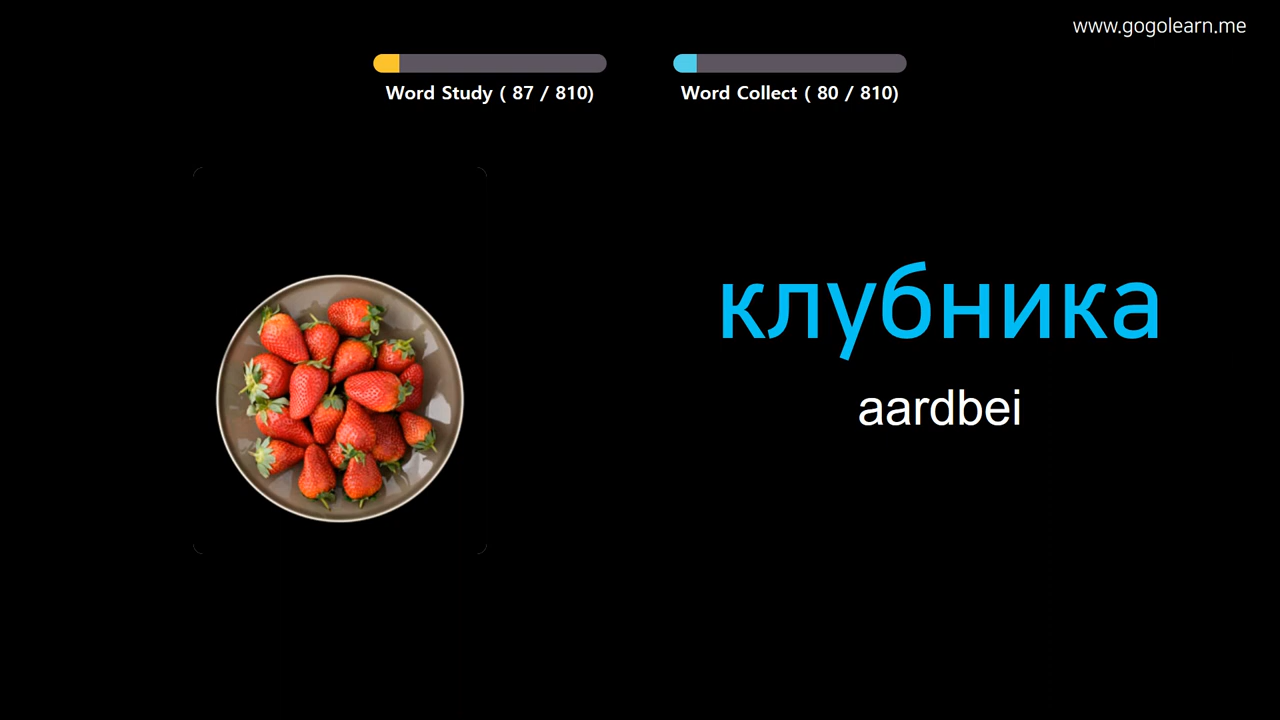 www.gogolearn.me
Word Study ( 87 / 810)
Word Collect ( 80 / 810)
клубника
aardbei